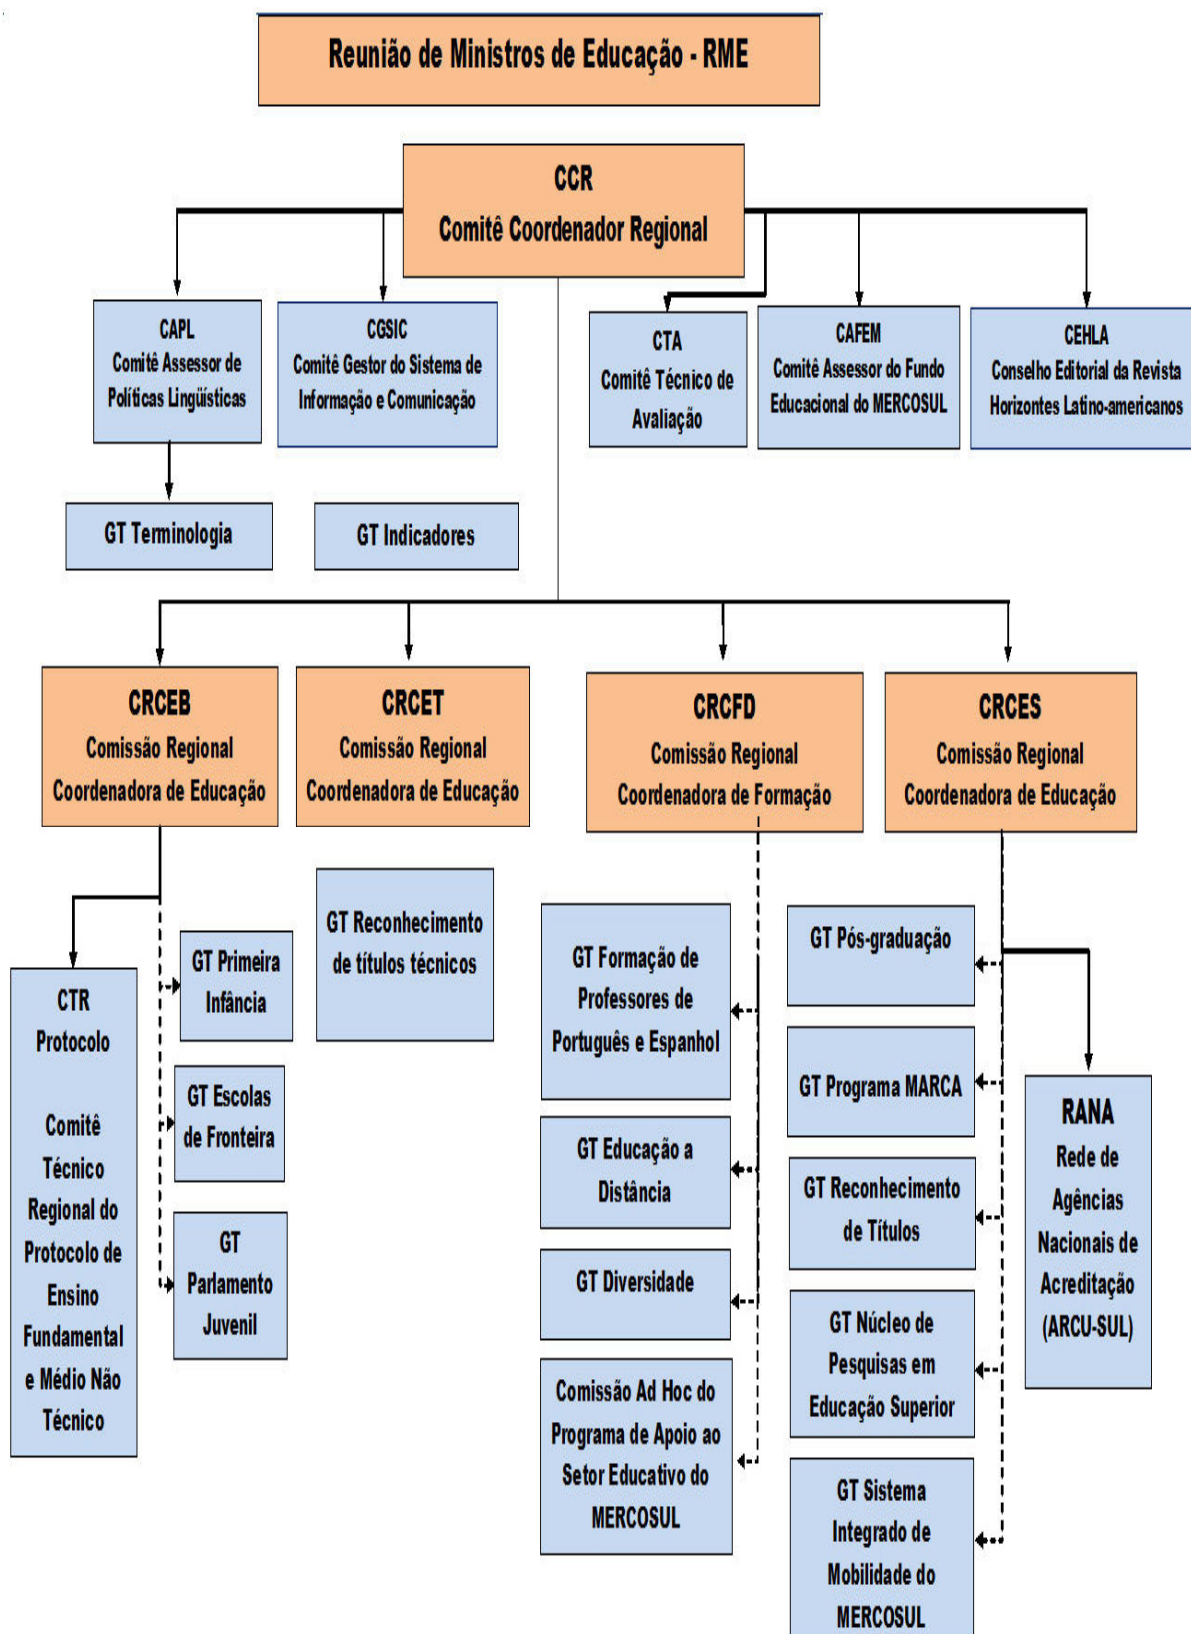 Reunião de Ministros de Educação - RME
CCR
Comitê Coordenador Regional
CAPL
Comitê Assessor de
Políticas Lingüísticas
CGSIC
Comitê Gestor do Sistema de
Informação e Comunicação
CTA
Comitê Técnico de
Avaliação
CAFEM
Comitê Assessor do Fundo
Educacional do MERCOSUL
CEHLA
Conselho Editorial da Revista
Horizontes Latino-americanos
GT Terminologia
GT Indicadores
CRCEB
Comissão Regional
Coordenadora de Educação
CRCET
Comissão Regional
Coordenadora de Educação
CRCFD
Comissão Regional
Coordenadora de Formação
CRCES
Comissão Regional
Coordenadora de Educação
CTR
Protocolo
Comitê
Técnico
Regional do
Protocolo de
Ensino
Fundamental
e Médio Não
Técnico
GT Primeira
Infância
GT Escolas
de Fronteira
GT
Parlamento
Juvenil
GT Reconhecimento
de títulos técnicos
GT Formação de
Professores de
Português e Espanhol
GT Educação a
Distância
GT Diversidade
Comissão Ad Hoc do
Programa de Apoio ao
Setor Educativo do
MERCOSUL
GT Pós-graduação
GT Programa MARCA
GT Reconhecimento
de Títulos
GT Núcleo de
Pesquisas em
Educação Superior
GT Sistema
Integrado de
Mobilidade do
MERCOSUL
RANA
Rede de
Agências
Nacionais de
Acreditação
(ARCU-SUL)